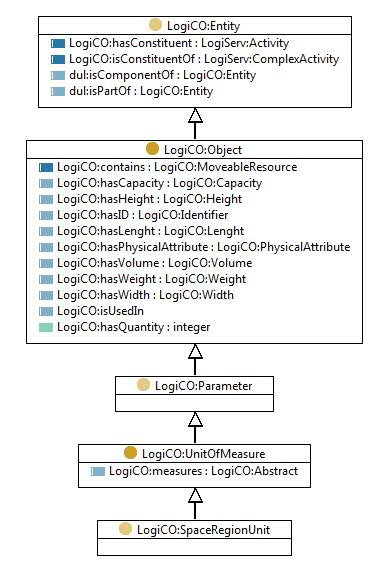 LogiCO:Entity
LogiCO:hasConstituent : LogiServ:Activity
LogiCO:isConstituentOf : LogiServ:ComplexActivity
dul:isComponentOf : LogiCO:Entity
dul:isPartOf : LogiCO:Entity
LogiCO:Object
LogiCO:contains : LogiCO:MoveableResource
LogiCO:hasCapacity : LogiCO:Capacity
LogiCO:hasHeight : LogiCO:Height
LogiCO:hasID : LogiCO:Identifier
LogiCO:hasLenght : LogiCO:Lenght
LogiCO:hasPhysicalAttribute : LogiCO:PhysicalAttribute
LogiCO:hasVolume : LogiCO:Volume
LogiCO:hasWeight : LogiCO:Weight
LogiCO:hasWidth : LogiCO:Width
LogiCO:isUsedIn
LogiCO:hasQuantity : integer
LogiCO:Parameter
LogiCO:UnitOfMeasure
LogiCO:measures : LogiCO:Abstract
LogiCO:SpaceRegionUnit